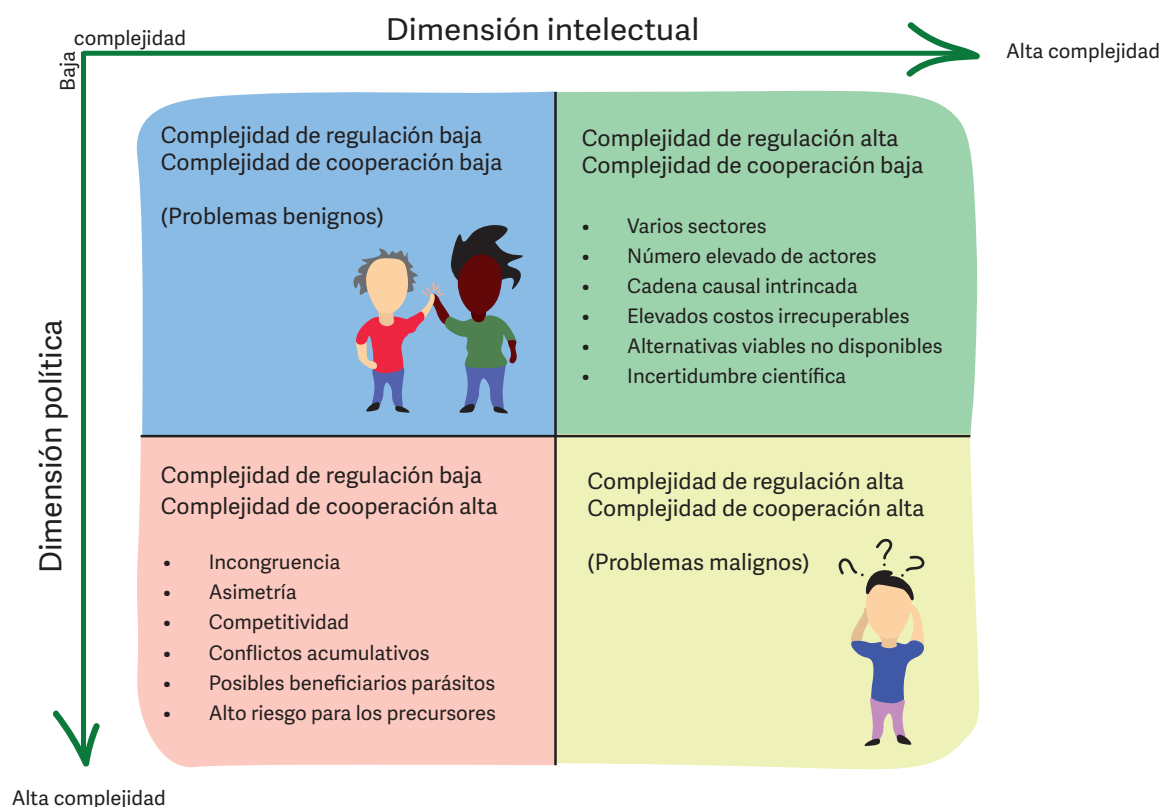 Dimensión intelectual
Baja complejidad
Alta complejidad
Dimensión política
Complejidad de regulación baja
Complejidad de cooperación baja
(Problemas benignos)
Complejidad de regulación alta
Complejidad de cooperación baja
• Varios sectores
• Número elevado de actores
• Cadena causal intrincada
• Elevados costos irrecuperables
• Alternativas viables no disponibles
• Incertidumbre científica
Complejidad de regulación baja
Complejidad de cooperación alta
• Incongruencia
• Asimetría
• Competitividad
• Conflictos acumulativos
• Posibles beneficiarios parásitos
• Alto riesgo para los precursores
Complejidad de regulación alta
Complejidad de cooperación alta
(Problemas malignos)
? ? ?
Alta complejidad